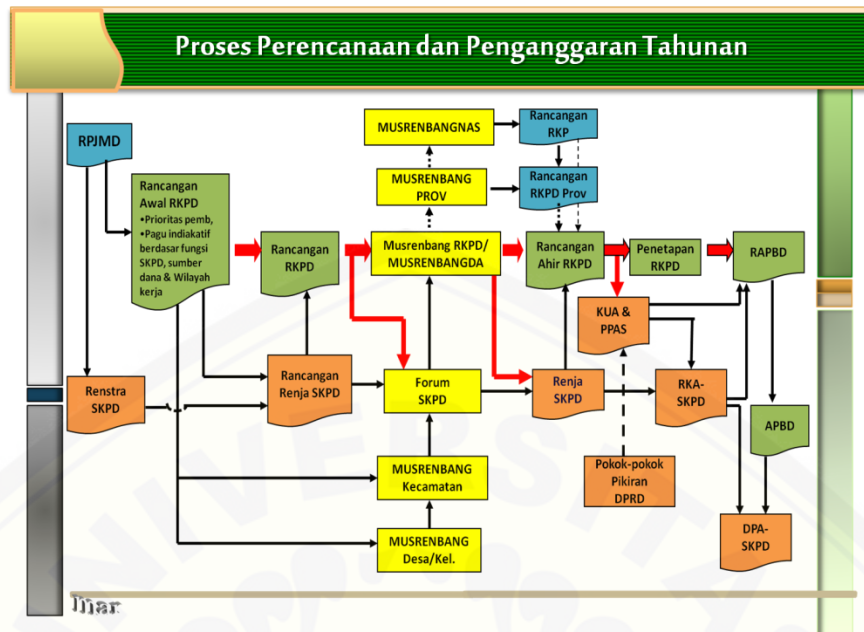 Proses Perencanaan dan Penganggaran Tahunan
MUSRENBANGNAS
Rancangan
RKP
RPJMD
MUSRENBANG
PROV
Rancangan
RKPD Prov
Rancangan
Awal RKPD
•Prioritas pemb,
•Pagu indiakatif
berdasar fungsi
SKPD, sumber
dana & Wilayah
kerja
Rancangan
RKPD
Musrenbang RKPD/
MUSRENBANGDA
Rancangan
Ahir RKPD
Penetapan
RKPD
RAPBD
KUA &
PPAS
Renstra
SKPD
Rancangan
Renja SKPD
Forum
SKPD
Renja
SKPD
RKA-
SKPD
APBD
MUSRENBANG
Kecamatan
Pokok-pokok
Pikiran
DPRD
MUSRENBANG
Desa/Kel.
DPA-
SKPD
mar
UNIVERSITA